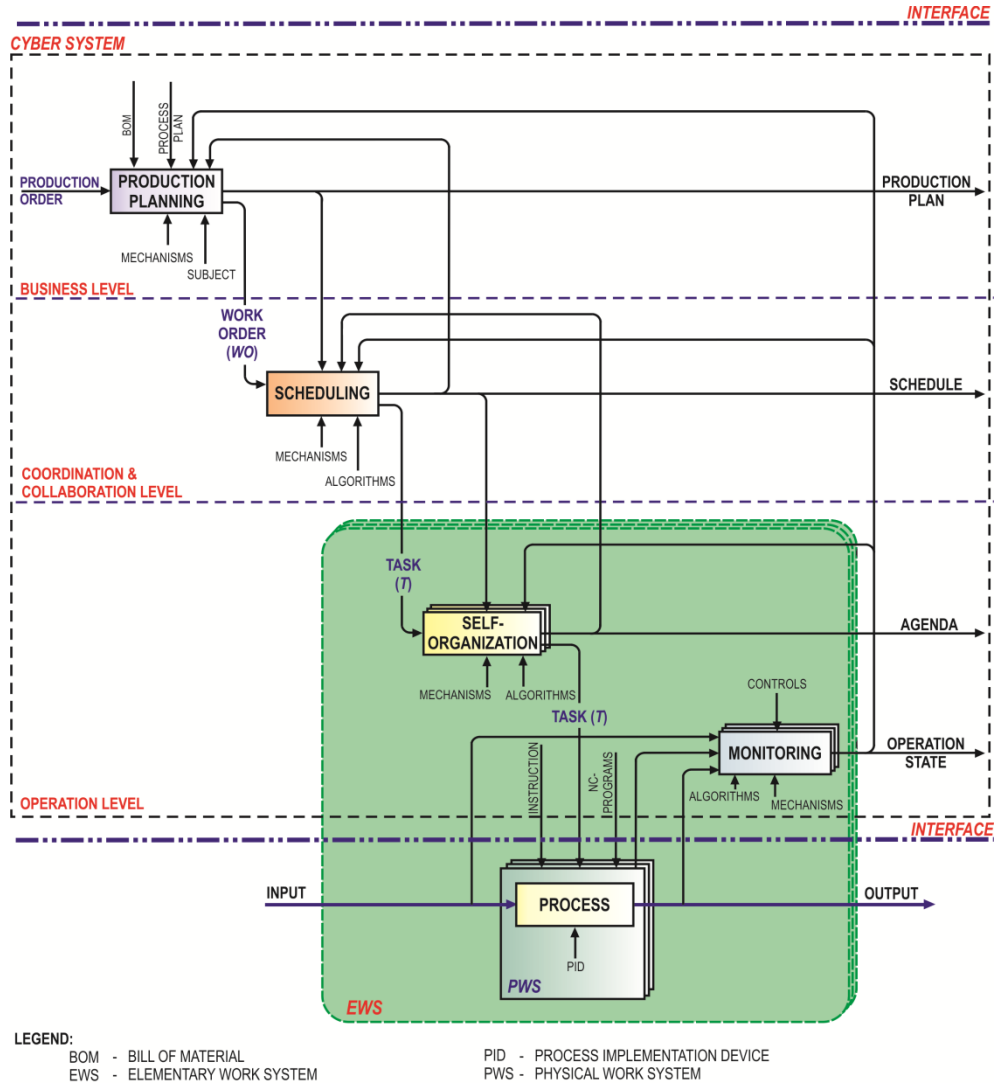 INTERFACE
CYBER SYSTEM
BOM
PROCESS
PLAN
PRODUCTION
ORDER
PRODUCTION
PLANNING
PRODUCTION
PLAN
MECHANISMS
SUBJECT
BUSINESS LEVEL
WORK
ORDER
(WO)
SCHEDULING
SCHEDULE
MECHANISMS
ALGORITHMS
COORDINATION &
COLLABORATION LEVEL
TASK
(T)
SELF-
ORGANIZATION
AGENDA
MECHANISMS
ALGORITHMS
CONTROLS
TASK (T)
INSTRUCTION
NC-
PROGRAMS
MONITORING
OPERATION
STATE
ALGORITHMS
MECHANISMS
OPERATION LEVEL
INTERFACE
INPUT
PROCESS
OUTPUT
PID
PWS
EWS
LEGEND:
BOM - BILL OF MATERIAL
EWS - ELEMENTARY WORK SYSTEM
PID - PROCESS IMPLEMENTATION DEVICE
PWS - PHYSICAL WORK SYSTEM